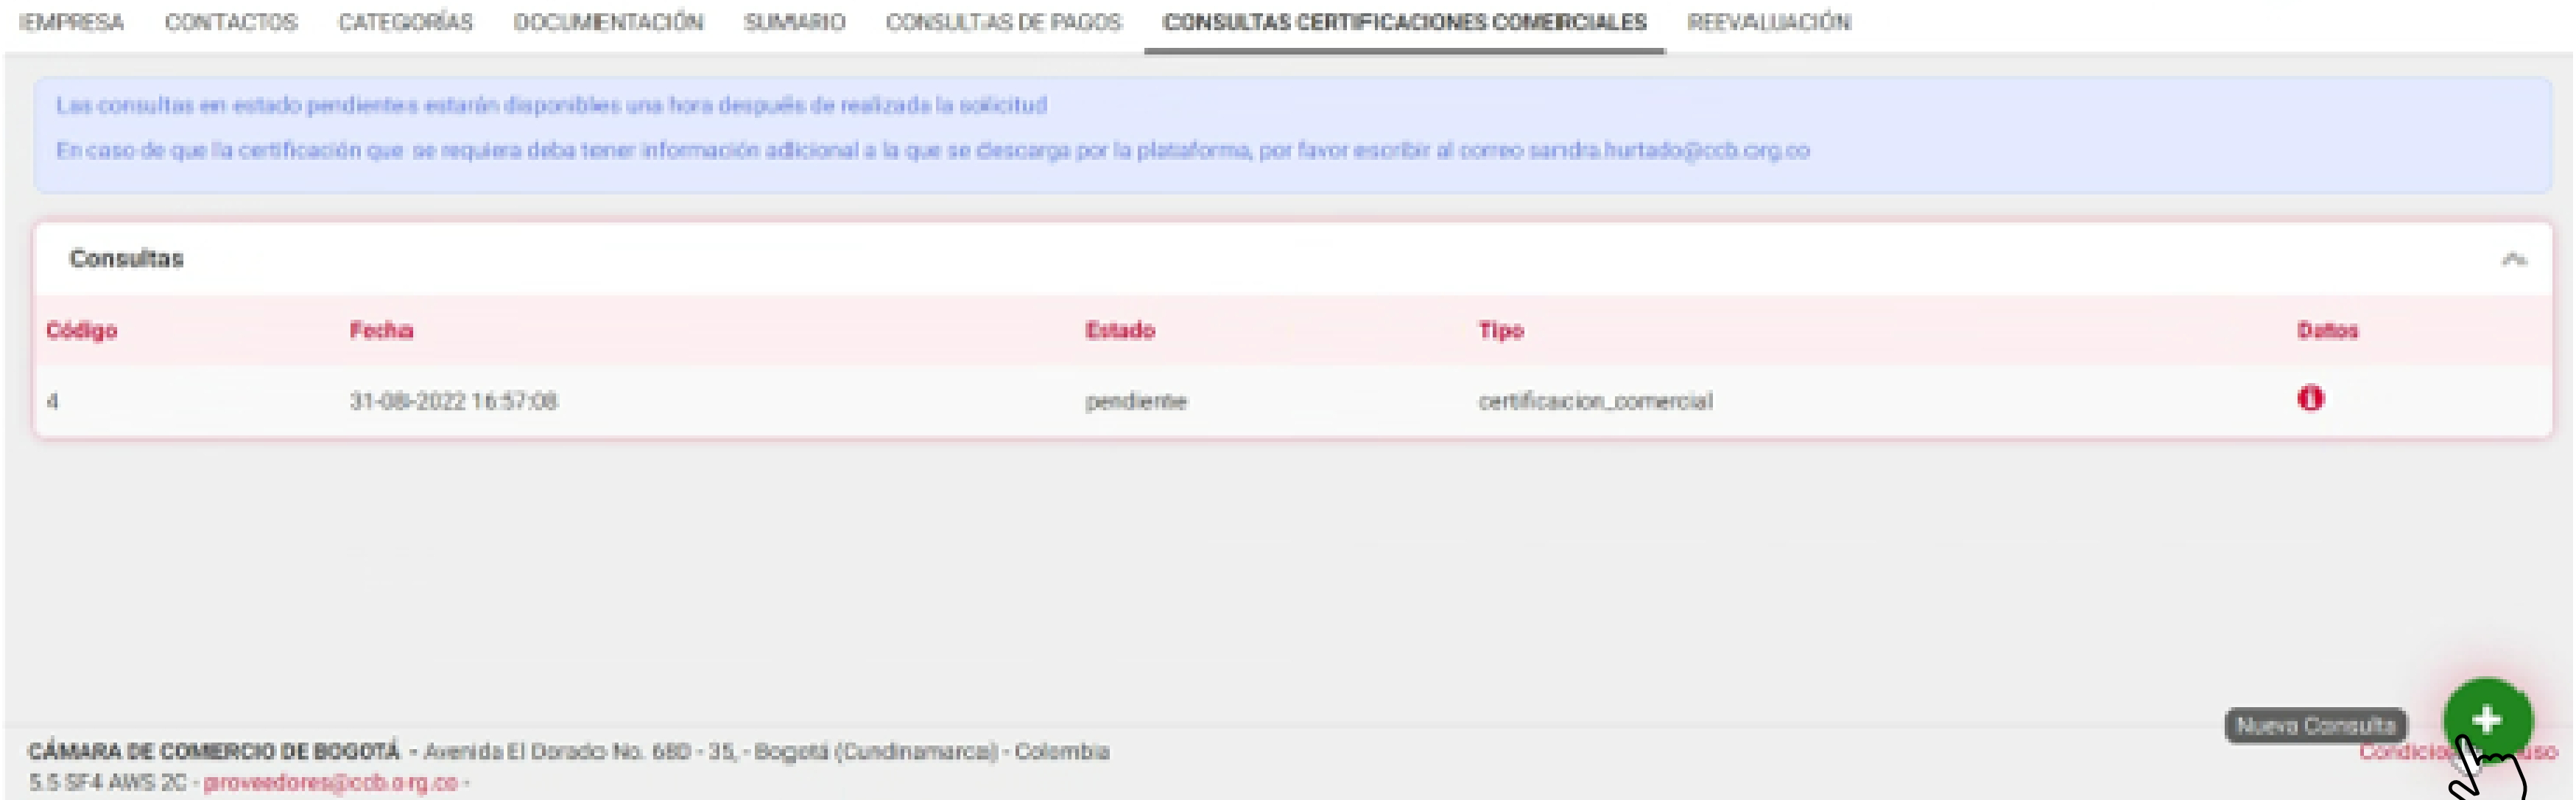 EMPRESA CONTACTOS CATEGORÍAS DOCUMENTACIÓN SUMARIO CONSULTAS DE PAGOS CONSULTAS CERTIFICACIONES COMERCIALES REEVALUACIÓN
Las consultas en estado pendientes estarán disponibles una hora después de realizada la solicitud
En caso de que la certificación que se requiera deba tener información adicional a la que se descarga por la plataforma, por favor escribir al correo sandra.hurtado@ccb.org.co
Consultas
Código Fecha Estado Tipo Datos
4 31-08-2022 16:57:08 pendiente certificacion_comercial
Nueva Consulta
CÁMARA DE COMERCIO DE BOGOTÁ - Avenida El Dorado No. 68D - 35, - Bogotá (Cundinamarca) - Colombia
uso
5.5 SF4 AWS 2C - proveedores@ccb.org.co -